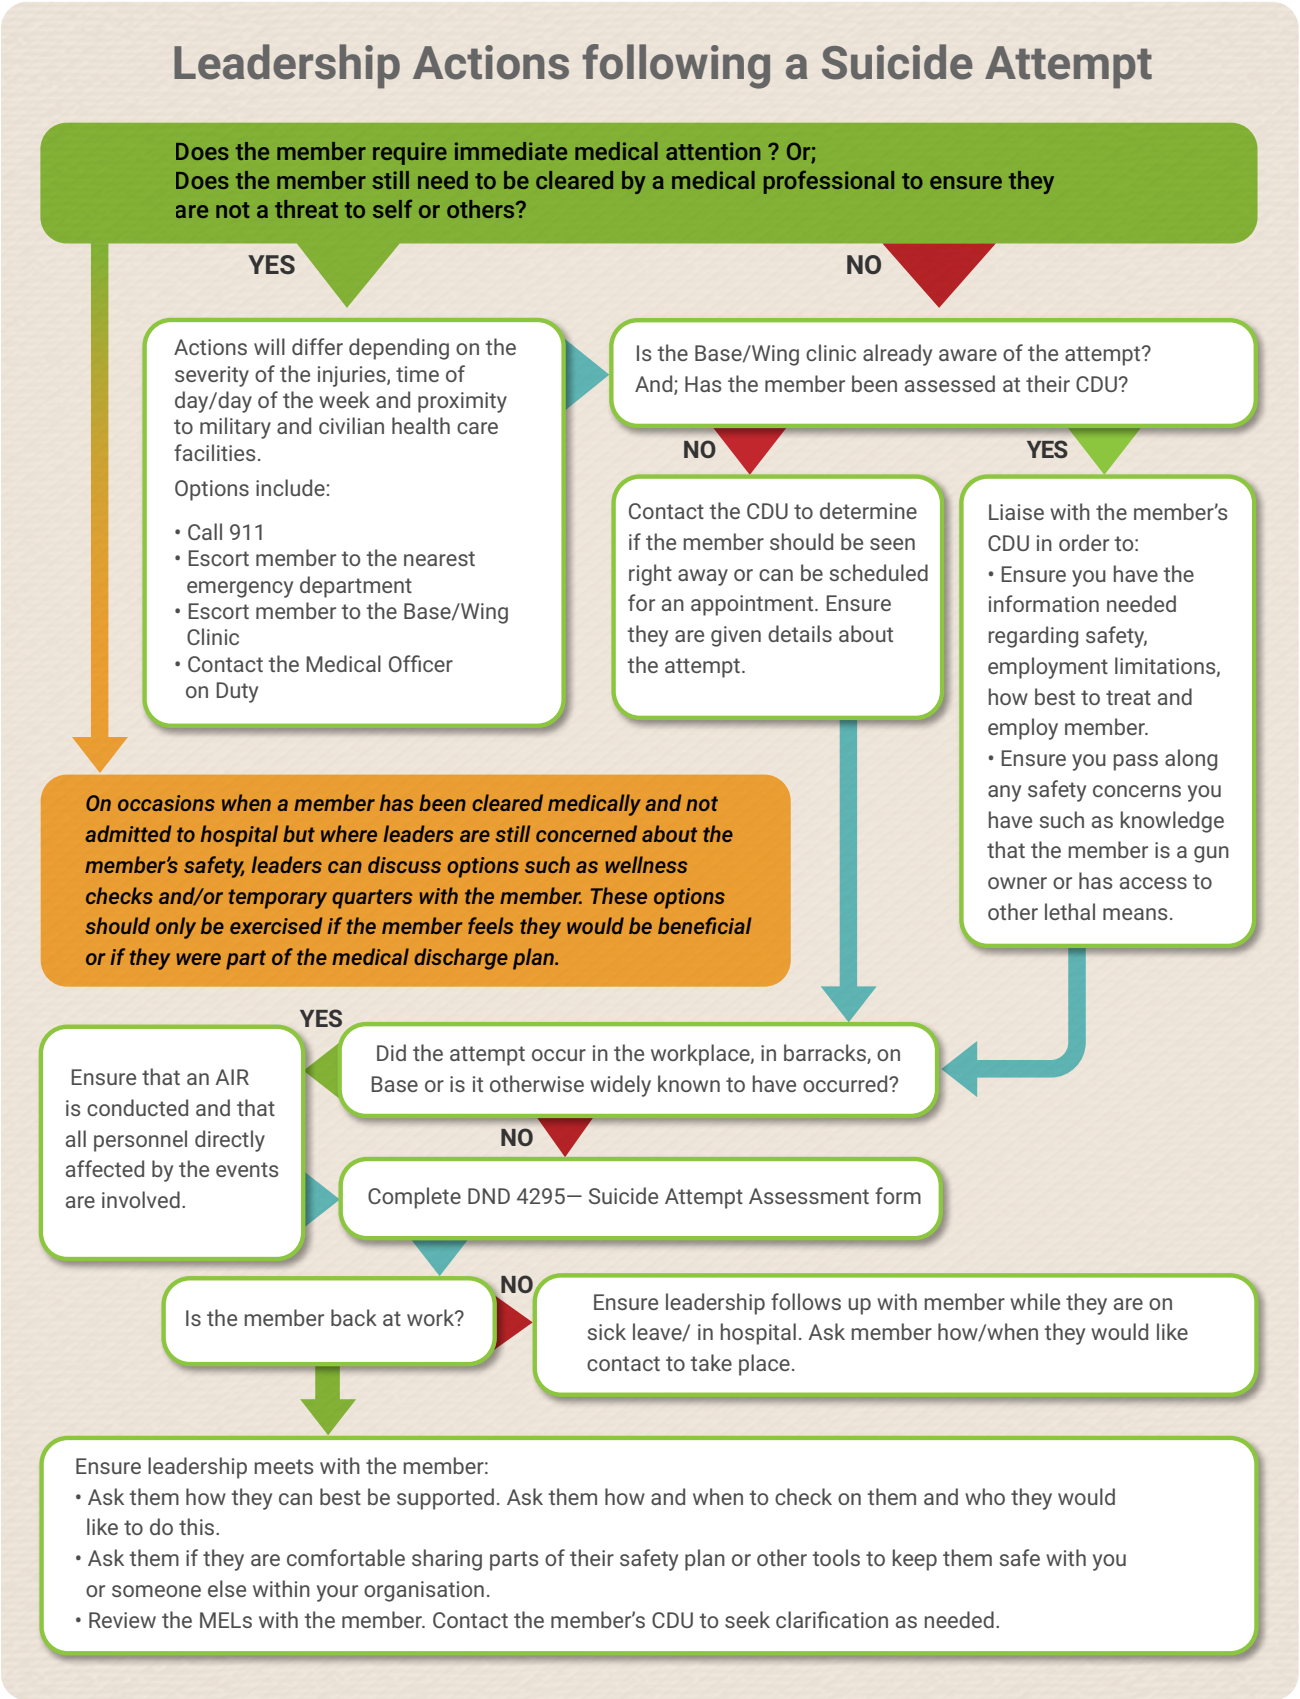 Leadership Actions following a Suicide Attempt
Does the member require immediate medical attention ? Or;
Does the member still need to be cleared by a medical professional to ensure they
are not a threat to self or others?
YES
NO
Actions will differ depending on the
severity of the injuries, time of
day/day of the week and proximity
to military and civilian health care
facilities.
Options include:
• Call 911
• Escort member to the nearest
emergency department
• Escort member to the Base/Wing
Clinic
• Contact the Medical Officer
on Duty
Is the Base/Wing clinic already aware of the attempt?
And; Has the member been assessed at their CDU?
NO
YES
Contact the CDU to determine
if the member should be seen
right away or can be scheduled
for an appointment. Ensure
they are given details about
the attempt.
Liaise with the member's
CDU in order to:
• Ensure you have the
information needed
regarding safety,
employment limitations,
how best to treat and
employ member.
• Ensure you pass along
any safety concerns you
have such as knowledge
that the member is a gun
owner or has access to
other lethal means.
On occasions when a member has been cleared medically and not
admitted to hospital but where leaders are still concerned about the
member's safety, leaders can discuss options such as wellness
checks and/or temporary quarters with the member. These options
should only be exercised if the member feels they would be beneficial
or if they were part of the medical discharge plan.
YES
Did the attempt occur in the workplace, in barracks, on
Base or is it otherwise widely known to have occurred?
Ensure that an AIR
is conducted and that
all personnel directly
affected by the events
are involved.
NO
Complete DND 4295— Suicide Attempt Assessment form
Is the member back at work?
NO
Ensure leadership follows up with member while they are on
sick leave/ in hospital. Ask member how/when they would like
contact to take place.
Ensure leadership meets with the member:
• Ask them how they can best be supported. Ask them how and when to check on them and who they would
like to do this.
• Ask them if they are comfortable sharing parts of their safety plan or other tools to keep them safe with you
or someone else within your organisation.
• Review the MELs with the member. Contact the member's CDU to seek clarification as needed.